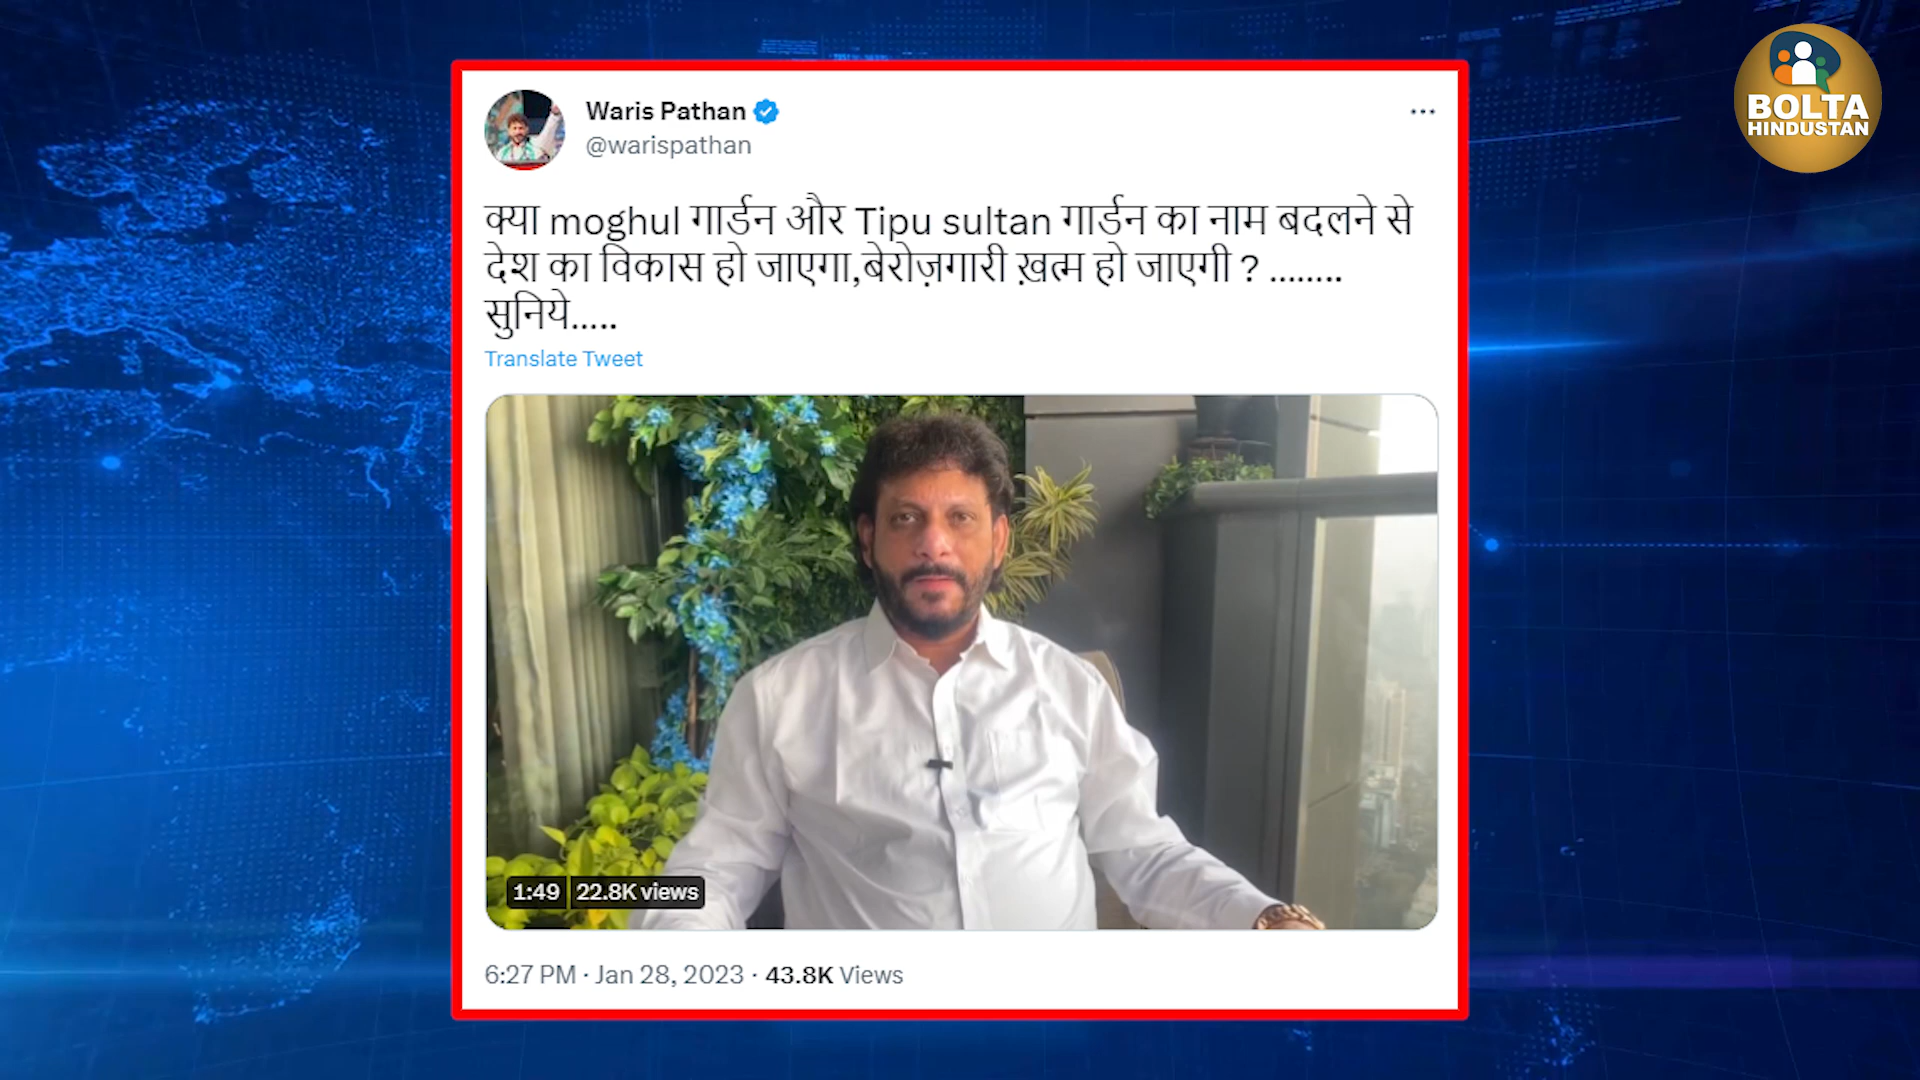 Waris Pathan
@warispathan
क्या moghul गार्डन और Tipu sultan गार्डन का नाम बदलने से
देश का विकास हो जाएगा,बेरोज़गारी ख़त्म हो जाएगी ? ........
सुनिये.....
Translate Tweet
1:49 22.8K views
6:27 PM · Jan 28, 2023 · 43.8K Views
BOLTA
HINDUSTAN